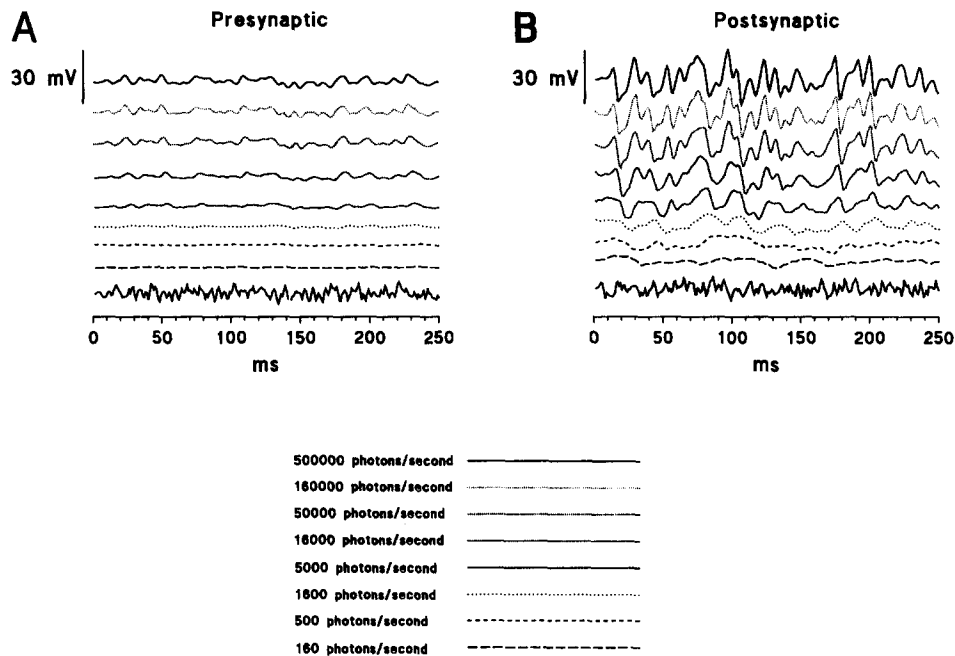 A
Presynaptic
30 mV
0 50 100 150 200 250
ms
B
Postsynaptic
30 mV
0 50 100 150 200 250
ms
500000 photons/second
160000 photons/second
50000 photons/second
16000 photons/second
5000 photons/second
1600 photons/second
500 photons/second
160 photons/second